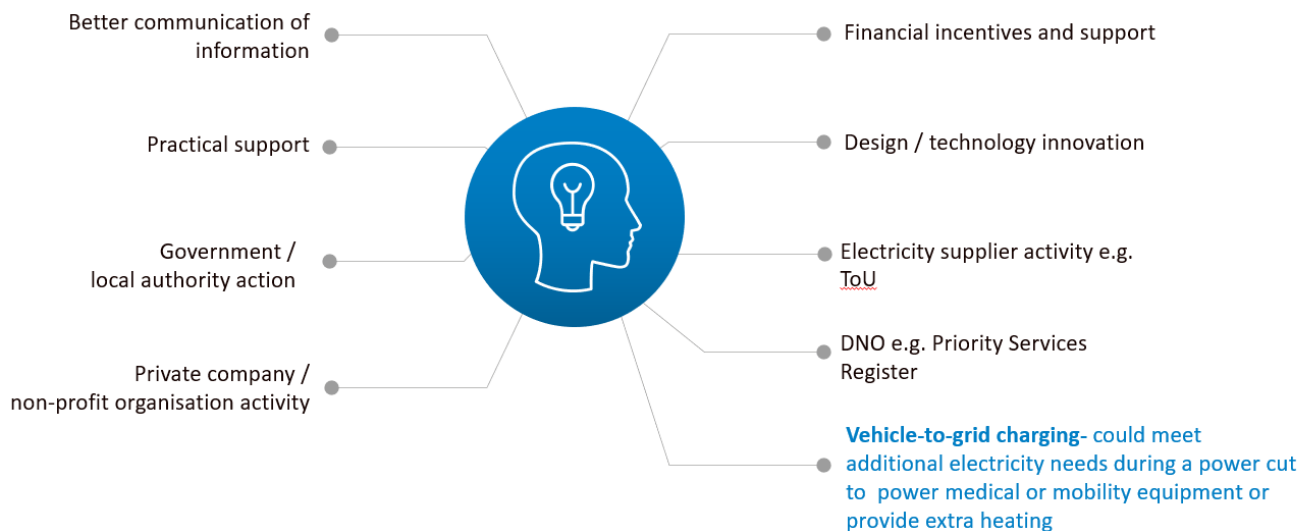 Better communication of
information
Practical support
Government /
local authority action
Private company /
non-profit organisation activity
Financial incentives and support
Design / technology innovation
Electricity supplier activity e.g.
ToU
DNO e.g. Priority Services
Register
Vehicle-to-grid charging- could meet
additional electricity needs during a power cut
to  power medical or mobility equipment or
provide extra heating